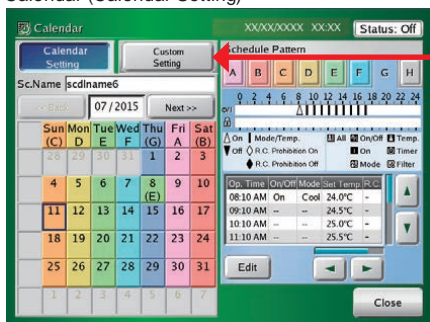 Calendar (Calendar Setting)
Calendar
XX/XX/XXXX XX:XX
Status: Off
Calendar Setting
Custom Setting
Sc.Name scdlname6
<< Back
07 / 2015
Next >>
Sun Mon Tue Wed Thu Fri Sat
(C) D E F (G) A (B)
28 29 30 31 1 2 3
4 5 6 7 8 (E) 9 10
11 12 13 14 15 16 17
18 19 20 21 22 23 24
25 26 27 28 29 30 31
1 2 3 4 5 6 7
Schedule Pattern
A B C D E F G H
0 2 4 6 8 10 12 14 16 18 20 22 24
On Mode/Temp. All On/Off Temp.
Off R.C. Prohibition Off On Timer
R.C. Prohibition On Mode Filter
Op. Time On/Off Mode Set Temp. R.C.
08:10 AM On Cool 24.0°C -
09:10 AM -- -- 24.5°C -
10:10 AM -- -- 25.0°C -
11:10 AM -- -- 25.5°C -
Edit
Close